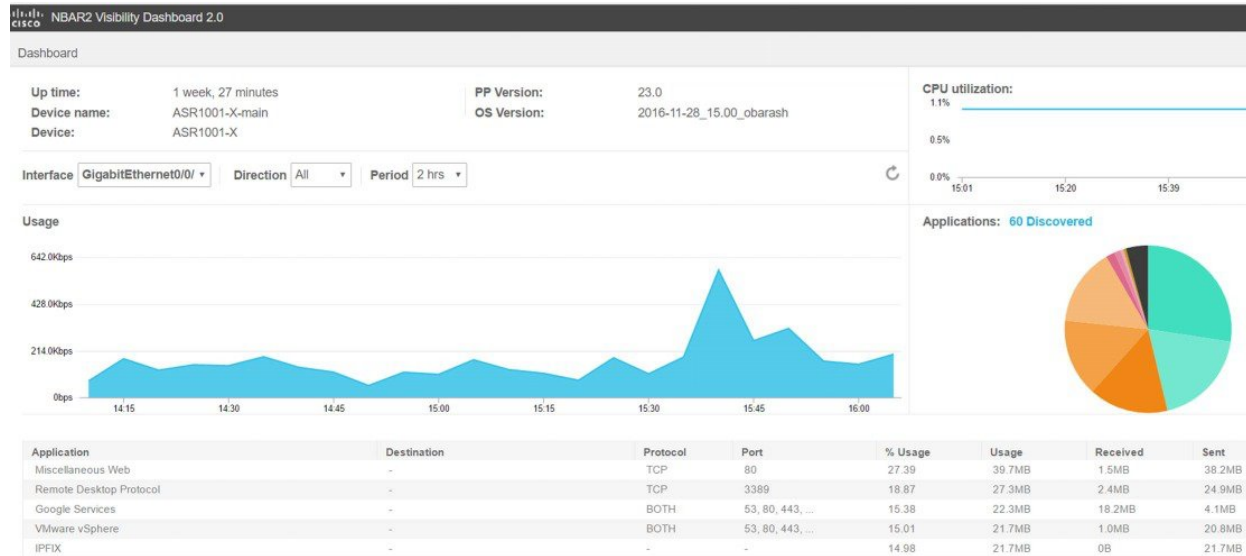 cisco NBAR2 Visibility Dashboard 2.0
Dashboard
Up time: 1 week, 27 minutes PP Version: 23.0
Device name: ASR1001-X-main OS Version: 2016-11-28_15.00_obarash
Device: ASR1001-X
CPU utilization:
1.1%
0.5%
0.0%
15:01 15:20 15:39
Interface GigabitEthernet0/0/ Direction All Period 2 hrs
Usage
642.0Kbps
428.0Kbps
214.0Kbps
0bps
14:15 14:30 14:45 15:00 15:15 15:30 15:45 16:00
Applications: 60 Discovered
Application Destination Protocol Port % Usage Usage Received Sent
Miscellaneous Web - TCP 80 27.39 39.7MB 1.5MB 38.2MB
Remote Desktop Protocol - TCP 3389 18.87 27.3MB 2.4MB 24.9MB
Google Services - BOTH 53, 80, 443, ... 15.38 22.3MB 18.2MB 4.1MB
VMware vSphere - BOTH 53, 80, 443, ... 15.01 21.7MB 1.0MB 20.8MB
IPFIX - - - 14.98 21.7MB 0B 21.7MB